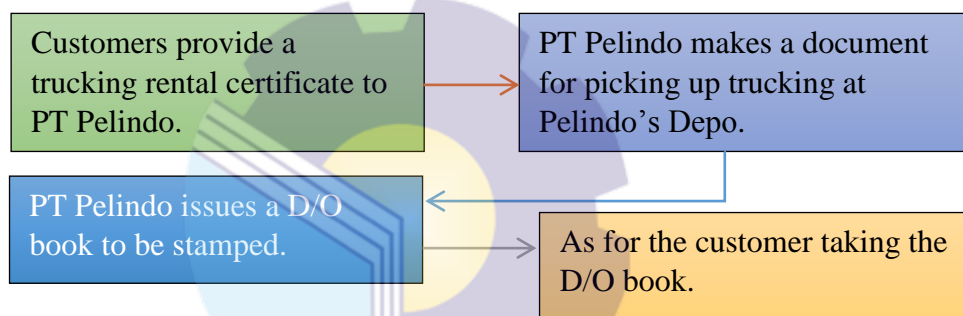 Customers provide a
trucking rental certificate to
PT Pelindo.
PT Pelindo makes a document
for picking up trucking at
Pelindo’s Depo.
PT Pelindo issues a D/O
book to be stamped.
As for the customer taking the
D/O book.